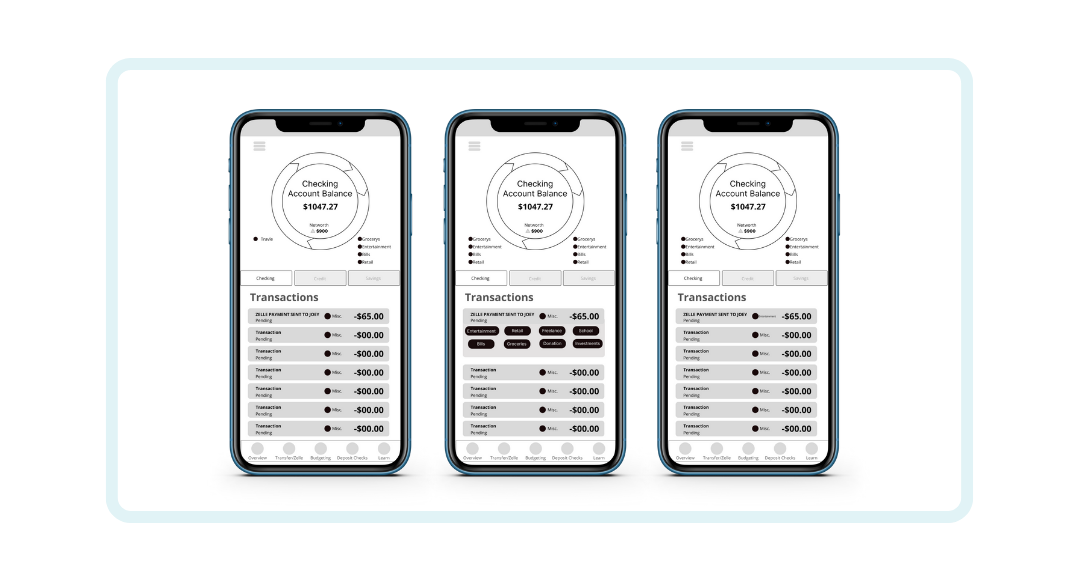 Checking
Account Balance
$1047.27
Networth
$900
Travle
Grocerys
Entertainment
Bills
Retail
Checking
Credit
Savings
Transactions
ZELLE PAYMENT SENT TO JOEY
Pending
Misc.
-$65.00
Transaction
Pending
Misc.
-$00.00
Transaction
Pending
Misc.
-$00.00
Transaction
Pending
Misc.
-$00.00
Transaction
Pending
Misc.
-$00.00
Transaction
Pending
Misc.
-$00.00
Transaction
Pending
Misc.
-$00.00
Overview Transfer/Zelle Budgeting Deposit Checks Learn
Checking
Account Balance
$1047.27
Networth
$900
Grocerys
Entertainment
Bills
Retail
Grocerys
Entertainment
Bills
Retail
Checking
Credit
Savings
Transactions
ZELLE PAYMENT SENT TO JOEY
Pending
Misc.
-$65.00
Entertainment Retail Freelance School
Bills Groceries Donation Investments
Transaction
Pending
Misc.
-$00.00
Transaction
Pending
Misc.
-$00.00
Transaction
Pending
Misc.
-$00.00
Transaction
Pending
Misc.
-$00.00
Overview Transfer/Zelle Budgeting Deposit Checks Learn
Checking
Account Balance
$1047.27
Networth
$900
Grocerys
Entertainment
Bills
Retail
Grocerys
Entertainment
Bills
Retail
Checking
Credit
Savings
Transactions
ZELLE PAYMENT SENT TO JOEY
Pending
-$65.00
Transaction
Pending
Misc.
-$00.00
Transaction
Pending
Misc.
-$00.00
Transaction
Pending
Misc.
-$00.00
Transaction
Pending
Misc.
-$00.00
Transaction
Pending
Misc.
-$00.00
Transaction
Pending
Misc.
-$00.00
Overview Transfer/Zelle Budgeting Deposit Checks Learn